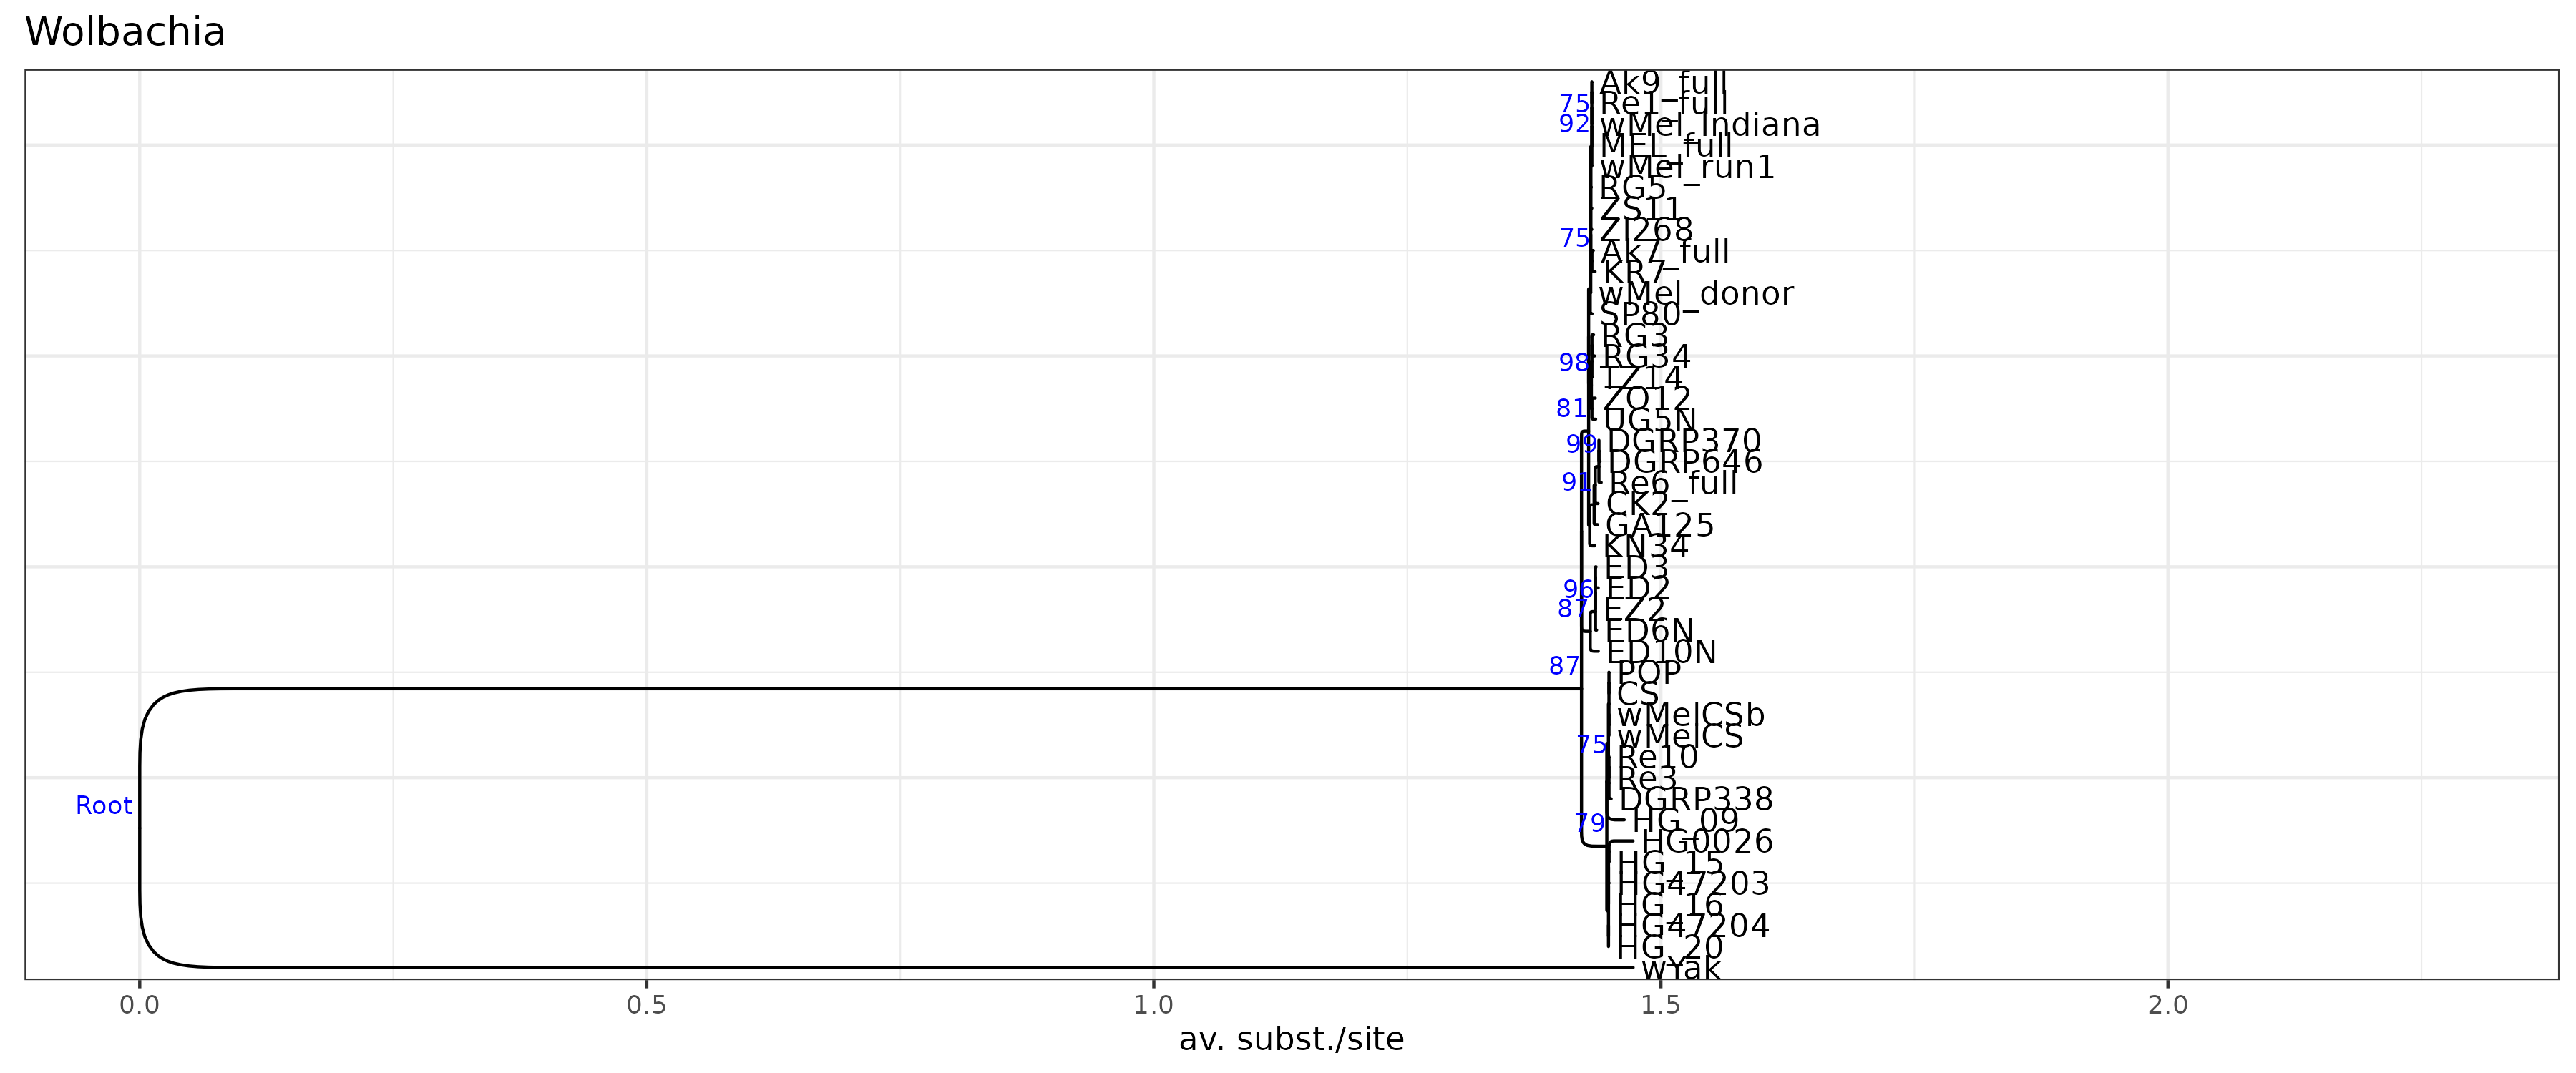 Wolbachia
Ak9_full
75
Re1_full
92
wMel_Indiana
MEL_full
wMel_run1
RG5
ZS11
ZI268
75
Ak7_full
KR7
wMel_donor
SP80
RG3
RG34
98
TZ14
ZO12
81
UG5N
DGRP370
99
DGRP646
91
Re6_full
CK2
GA125
KN34
ED3
96
ED2
87
EZ2
ED6N
ED10N
87
POP
CS
wMelCSb
wMelCS
75
Re10
Re3
DGRP338
Root
HG_09
79
HG0026
HG_15
HG47203
HG_16
HG47204
HG_20
wYak
0.0 0.5 1.0 1.5 2.0
av. subst./site